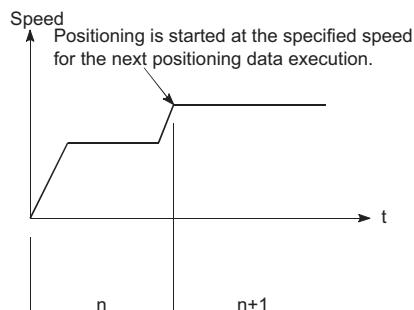 Speed
Positioning is started at the specified speed
for the next positioning data execution.
t
n
n+1